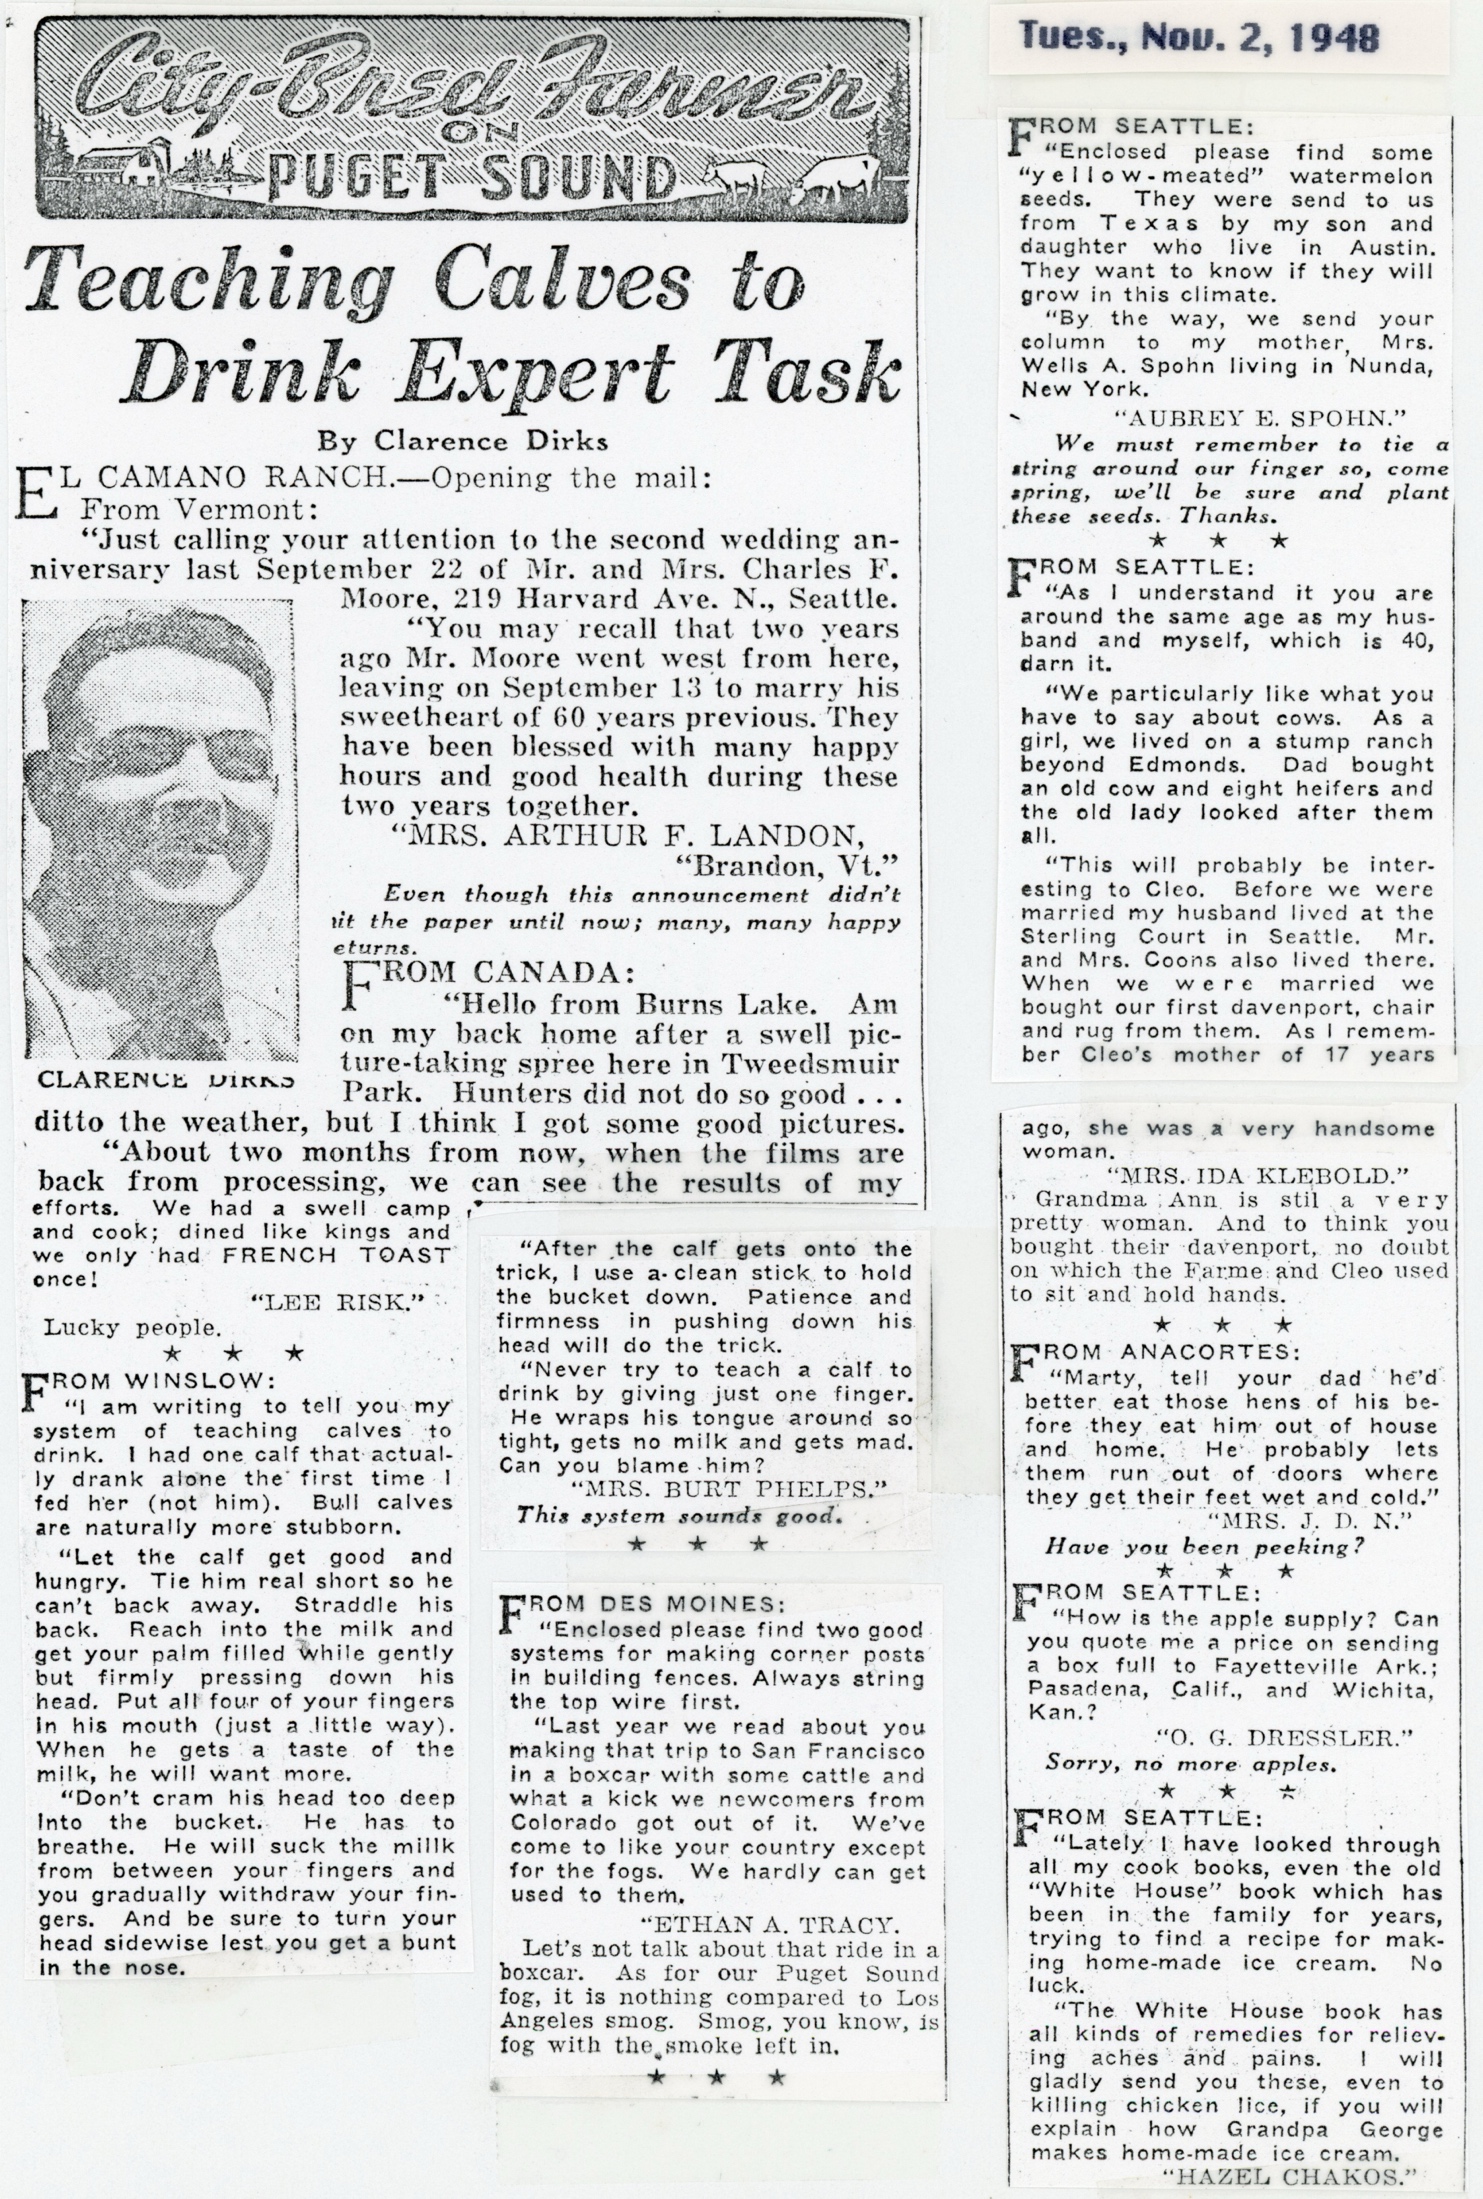 City-Bred Farmer
ON
PUGET SOUND
Teaching Calves to
Drink Expert Task
By Clarence Dirks
EL CAMANO RANCH.—Opening the mail:
From Vermont:
“Just calling your attention to the second wedding an-
niversary last September 22 of Mr. and Mrs. Charles F.
Moore, 219 Harvard Ave. N., Seattle.
“You may recall that two years
ago Mr. Moore went west from here,
leaving on September 13 to marry his
sweetheart of 60 years previous. They
have been blessed with many happy
hours and good health during these
two years together.
“MRS. ARTHUR F. LANDON,
“Brandon, Vt.”
Even though this announcement didn’t
it the paper until now; many, many happy
eturns.
CLARENCE DIRKS
FROM CANADA:
“Hello from Burns Lake. Am
on my back home after a swell pic-
ture-taking spree here in Tweedsmuir
Park. Hunters did not do so good . . .
ditto the weather, but I think I got some good pictures.
“About two months from now, when the films are
back from processing, we can see the results of my
efforts. We had a swell camp
and cook; dined like kings and
we only had FRENCH TOAST
once!
“LEE RISK.”
Lucky people.
★ ★ ★
FROM WINSLOW:
“I am writing to tell you my
system of teaching calves to
drink. I had one calf that actual-
ly drank alone the first time I
fed her (not him). Bull calves
are naturally more stubborn.
“Let the calf get good and
hungry. Tie him real short so he
can’t back away. Straddle his
back. Reach into the milk and
get your palm filled while gently
but firmly pressing down his
head. Put all four of your fingers
in his mouth (just a little way).
When he gets a taste of the
milk, he will want more.
“Don’t cram his head too deep
into the bucket. He has to
breathe. He will suck the millk
from between your fingers and
you gradually withdraw your fin-
gers. And be sure to turn your
head sidewise lest you get a bunt
in the nose.
“After the calf gets onto the
trick, I use a clean stick to hold
the bucket down. Patience and
firmness in pushing down his
head will do the trick.
“Never try to teach a calf to
drink by giving just one finger.
He wraps his tongue around so
tight, gets no milk and gets mad.
Can you blame him?
“MRS. BURT PHELPS.”
This system sounds good.
★ ★ ★
FROM DES MOINES:
“Enclosed please find two good
systems for making corner posts
in building fences. Always string
the top wire first.
“Last year we read about you
making that trip to San Francisco
in a boxcar with some cattle and
what a kick we newcomers from
Colorado got out of it. We’ve
come to like your country except
for the fogs. We hardly can get
used to them.
“ETHAN A. TRACY.
Let’s not talk about that ride in a
boxcar. As for our Puget Sound
fog, it is nothing compared to Los
Angeles smog. Smog, you know, is
fog with the smoke left in.
★ ★ ★
Tues., Nov. 2, 1948
FROM SEATTLE:
“Enclosed please find some
“yellow-meated” watermelon
seeds. They were send to us
from Texas by my son and
daughter who live in Austin.
They want to know if they will
grow in this climate.
“By the way, we send your
column to my mother, Mrs.
Wells A. Spohn living in Nunda,
New York.
“AUBREY E. SPOHN.”
We must remember to tie a
string around our finger so, come
spring, we’ll be sure and plant
these seeds. Thanks.
★ ★ ★
FROM SEATTLE:
“As I understand it you are
around the same age as my hus-
band and myself, which is 40,
darn it.
“We particularly like what you
have to say about cows. As a
girl, we lived on a stump ranch
beyond Edmonds. Dad bought
an old cow and eight heifers and
the old lady looked after them
all.
“This will probably be inter-
esting to Cleo. Before we were
married my husband lived at the
Sterling Court in Seattle. Mr.
and Mrs. Coons also lived there.
When we were married we
bought our first davenport, chair
and rug from them. As I remem-
ber Cleo’s mother of 17 years
ago, she was a very handsome
woman.
“MRS. IDA KLEBOLD.”
Grandma Ann is stil a very
pretty woman. And to think you
bought their davenport, no doubt
on which the Farme and Cleo used
to sit and hold hands.
★ ★ ★
FROM ANACORTES:
“Marty, tell your dad he’d
better eat those hens of his be-
fore they eat him out of house
and home. He probably lets
them run out of doors where
they get their feet wet and cold.”
“MRS. J. D. N.”
Have you been peeking?
★ ★ ★
FROM SEATTLE:
“How is the apple supply? Can
you quote me a price on sending
a box full to Fayetteville Ark.;
Pasadena, Calif., and Wichita,
Kan.?
“O. G. DRESSLER.”
Sorry, no more apples.
★ ★ ★
FROM SEATTLE:
“Lately I have looked through
all my cook books, even the old
“White House” book which has
been in the family for years,
trying to find a recipe for mak-
ing home-made ice cream. No
luck.
“The White House book has
all kinds of remedies for reliev-
ing aches and pains. I will
gladly send you these, even to
killing chicken lice, if you will
explain how Grandpa George
makes home-made ice cream.
“HAZEL CHAKOS.”